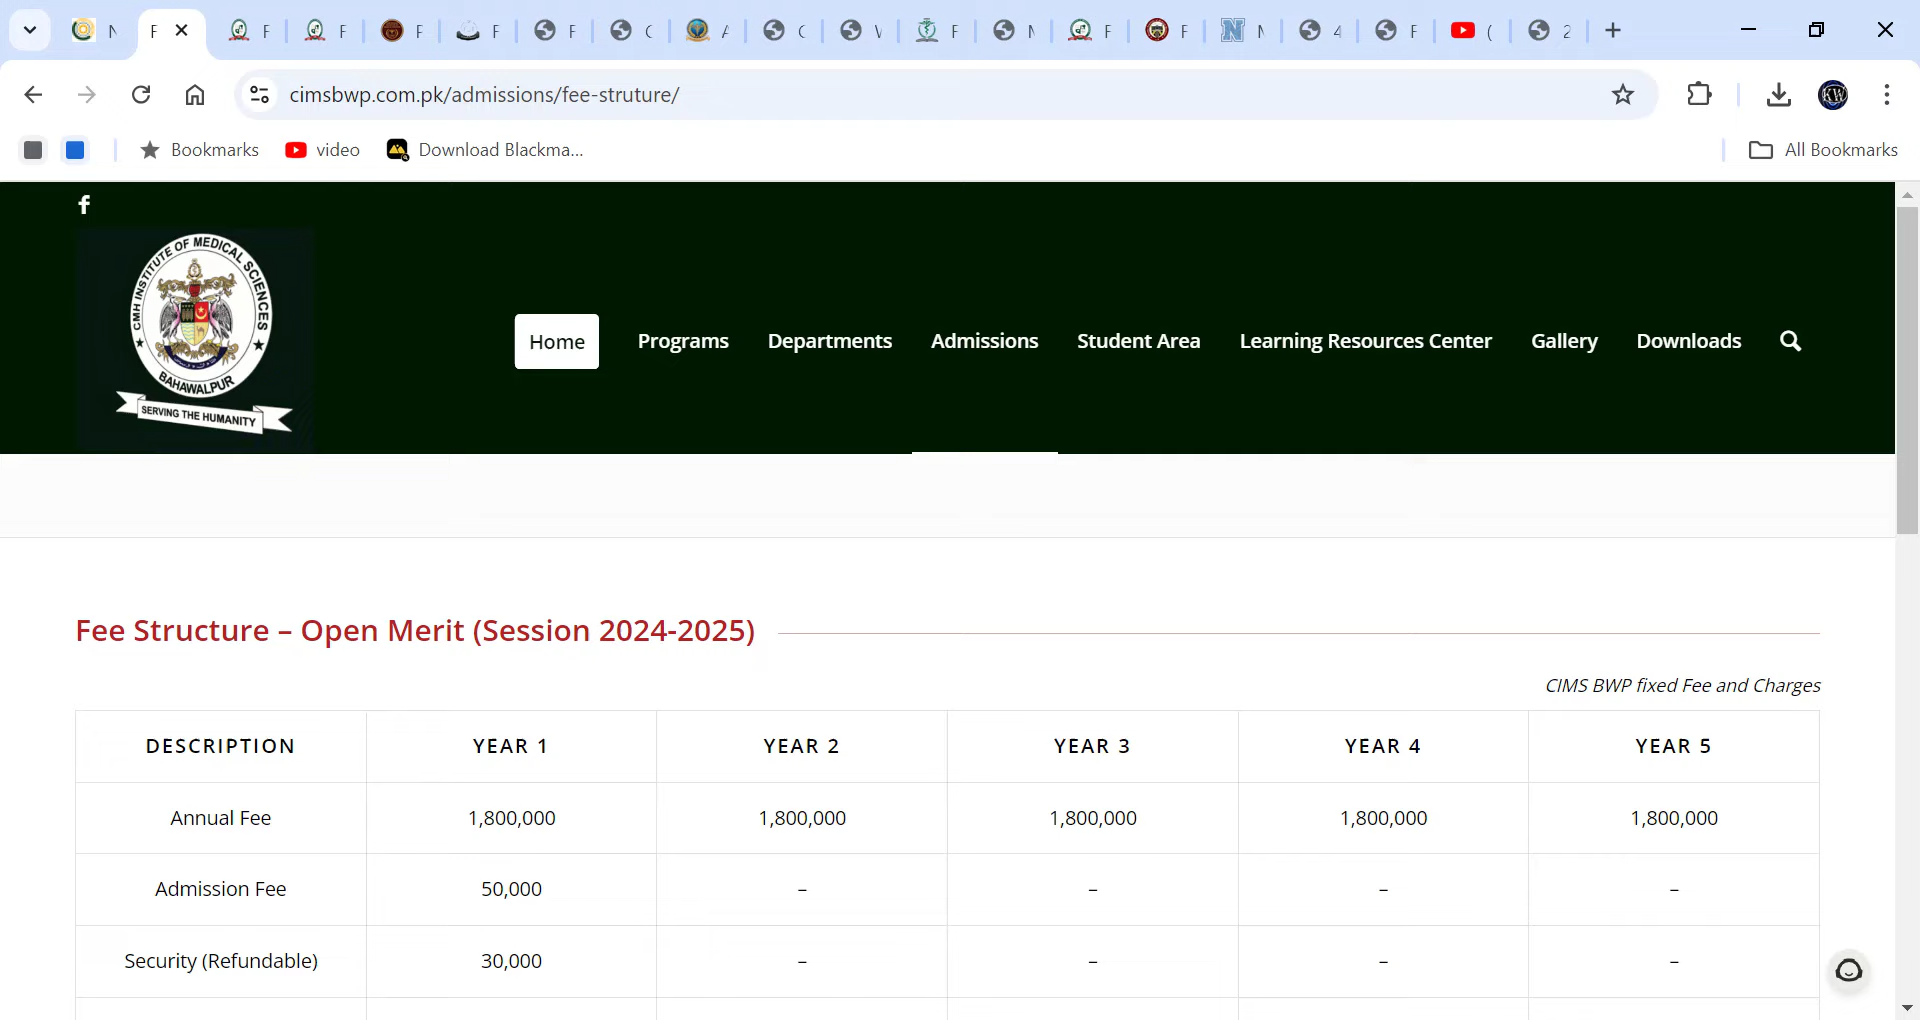 N
F
F
F
F
F
F
C
A
C
V
F
N
F
F
N
4
F
(
2
cimsbwp.com.pk/admissions/fee-struture/
KW
Bookmarks
video
Download Blackma...
All Bookmarks
f
CMH INSTITUTE OF MEDICAL SCIENCES
BAHAWALPUR
SERVING THE HUMANITY
Home Programs Departments Admissions Student Area Learning Resources Center Gallery Downloads
Fee Structure – Open Merit (Session 2024-2025)
CIMS BWP fixed Fee and Charges
DESCRIPTION YEAR 1 YEAR 2 YEAR 3 YEAR 4 YEAR 5
Annual Fee 1,800,000 1,800,000 1,800,000 1,800,000 1,800,000
Admission Fee 50,000 – – – –
Security (Refundable) 30,000 – – – –